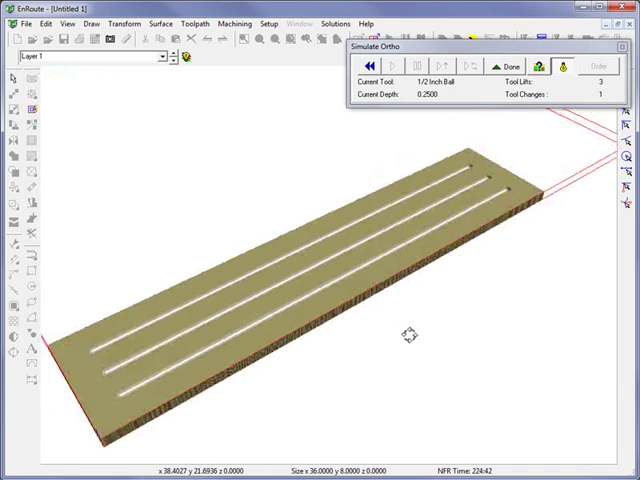 EnRoute - [Untitled 1]
File Edit View Draw Transform Surface Toolpath Machining Window Solutions Help
Layer 1
Simulate Ortho
Done Order
Current Tool: 1/2 Inch Ball Tool Lifts: 3
Current Depth: 0.2500 Tool Changes : 1
x 38.4027 y 21.6936 z 0.0000 Size x 36.0000 y 8.0000 z 0.0000 NFR Time: 224:42